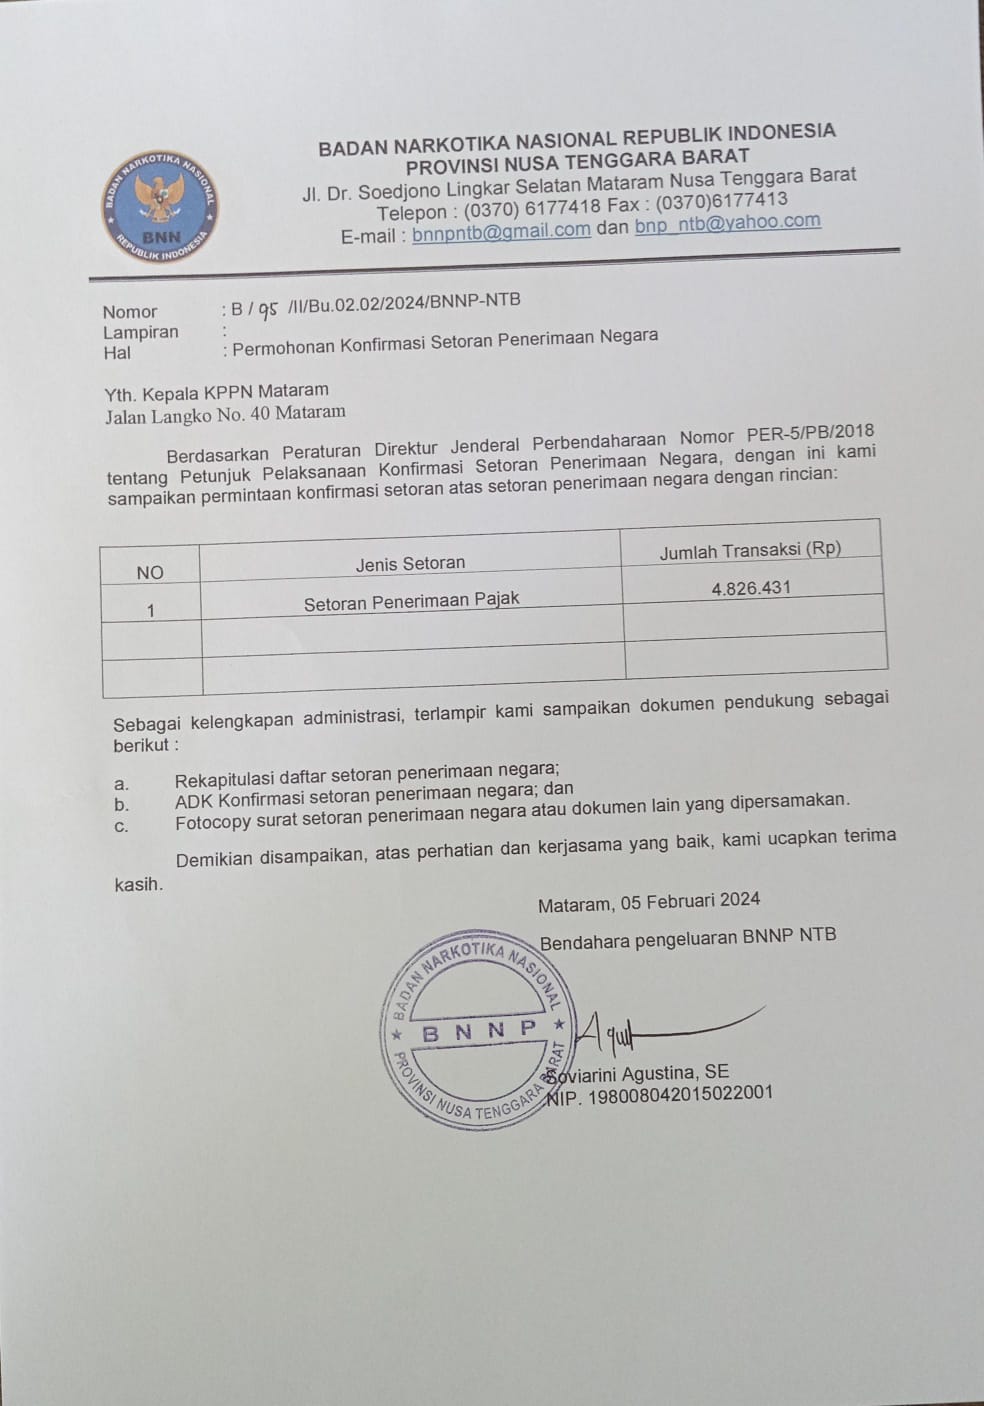 BADAN NARKOTIKA NASIONAL REPUBLIK INDONESIA
PROVINSI NUSA TENGGARA BARAT
Jl. Dr. Soedjono Lingkar Selatan Mataram Nusa Tenggara Barat
Telepon : (0370) 6177418 Fax : (0370)6177413
E-mail : bnnpntb@gmail.com dan bnp_ntb@yahoo.com
BADAN NARKOTIKA NASIONAL
BNN
REPUBLIK INDONESIA
Nomor : B / 95 /II/Bu.02.02/2024/BNNP-NTB
Lampiran :
Hal : Permohonan Konfirmasi Setoran Penerimaan Negara
Yth. Kepala KPPN Mataram
Jalan Langko No. 40 Mataram
Berdasarkan Peraturan Direktur Jenderal Perbendaharaan Nomor PER-5/PB/2018
tentang Petunjuk Pelaksanaan Konfirmasi Setoran Penerimaan Negara, dengan ini kami
sampaikan permintaan konfirmasi setoran atas setoran penerimaan negara dengan rincian:
NO Jenis Setoran Jumlah Transaksi (Rp)
1 Setoran Penerimaan Pajak 4.826.431
Sebagai kelengkapan administrasi, terlampir kami sampaikan dokumen pendukung sebagai
berikut :
a. Rekapitulasi daftar setoran penerimaan negara;
b. ADK Konfirmasi setoran penerimaan negara; dan
c. Fotocopy surat setoran penerimaan negara atau dokumen lain yang dipersamakan.
Demikian disampaikan, atas perhatian dan kerjasama yang baik, kami ucapkan terima
kasih.
Mataram, 05 Februari 2024
Bendahara pengeluaran BNNP NTB
BADAN NARKOTIKA NASIONAL
BNNP
PROVINSI NUSA TENGGARA BARAT
Soviarini Agustina, SE
NIP. 198008042015022001